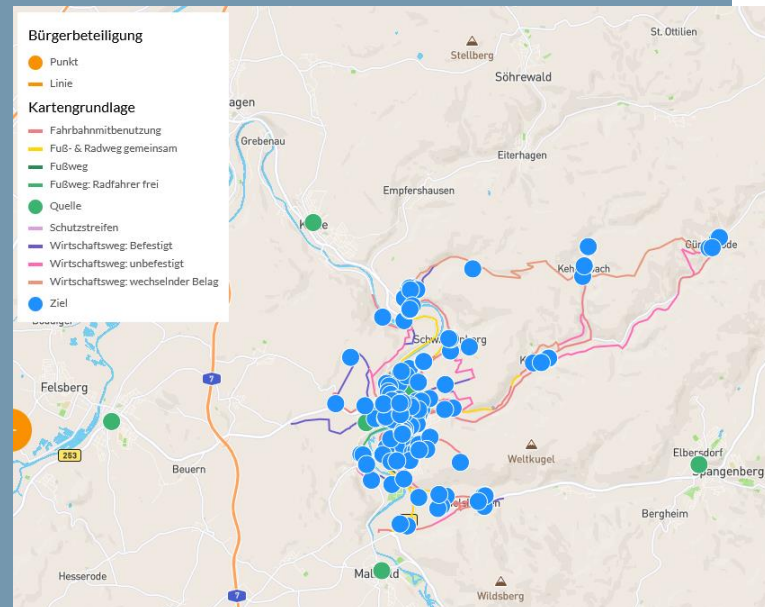 Bürgerbeteiligung
Punkt
Linie
Kartengrundlage
Fahrbahnmitbenutzung
Fuß- & Radweg gemeinsam
Fußweg
Fußweg: Radfahrer frei
Quelle
Schutzstreifen
Wirtschaftsweg: Befestigt
Wirtschaftsweg: unbefestigt
Wirtschaftsweg: wechselnder Belag
Ziel
St. Ottilien
Stellberg
Söhrewald
agen
Grebenau
Eiterhagen
Empfershausen
7
Felsberg
253
Beuern
Weltkugel
Elbersdorf
Spangenberg
Bergheim
Hesserode
Wildsberg
7